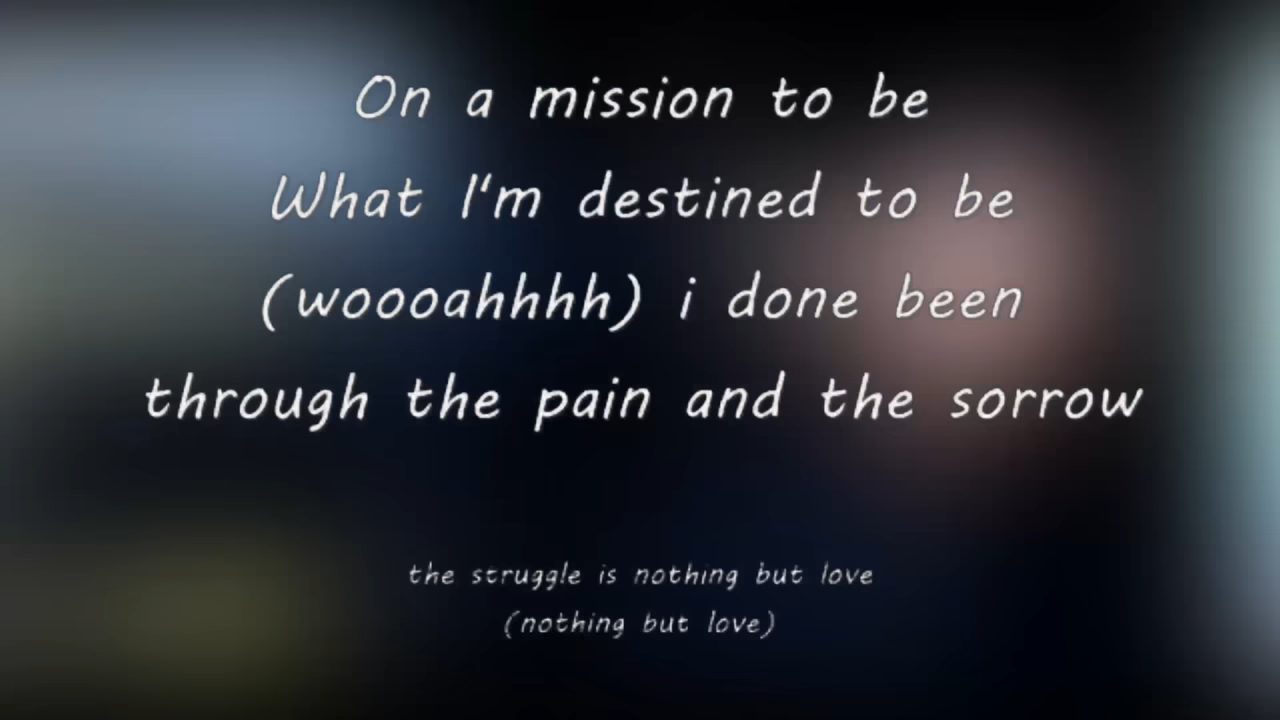 On a mission to be
What I'm destined to be
(woooahhhh) i done been
through the pain and the sorrow
the struggle is nothing but love
(nothing but love)